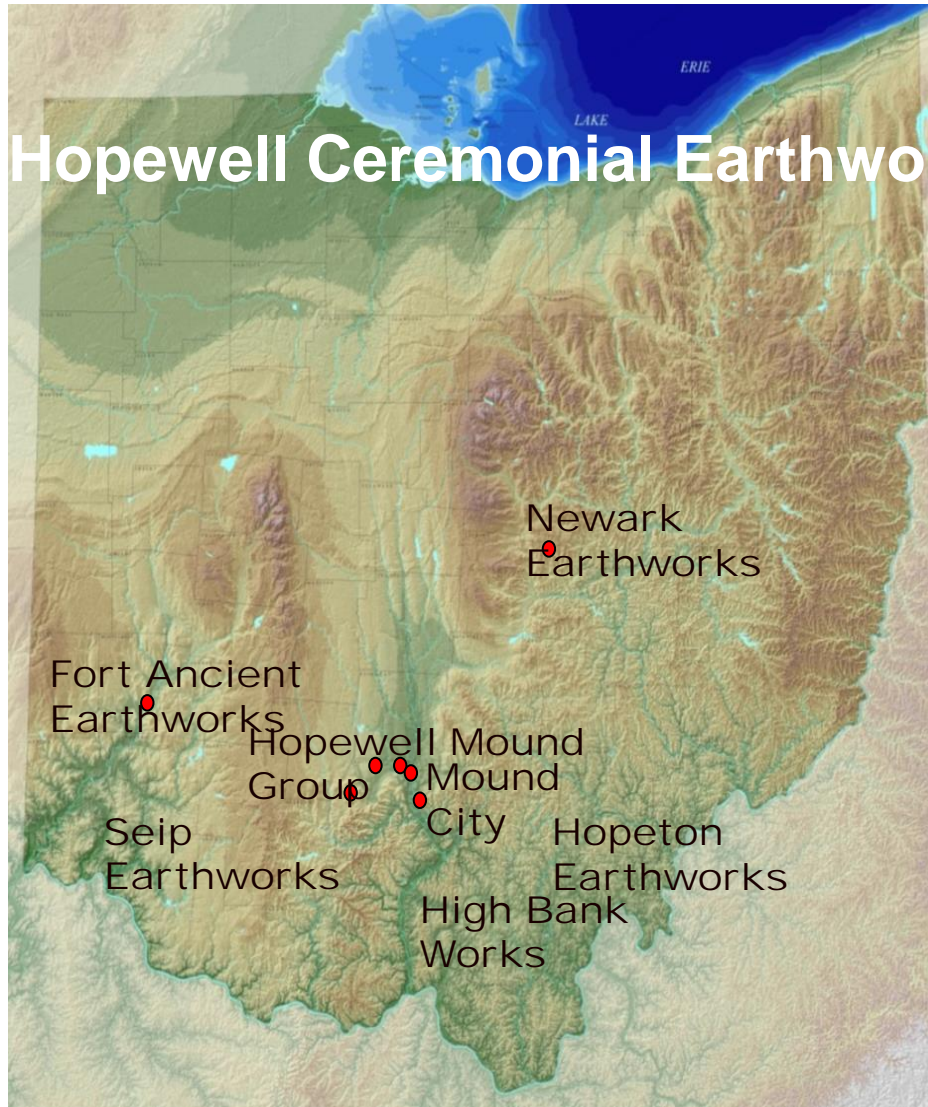 ERIE
LAKE
Hopewell Ceremonial Earthwo
Newark
Earthworks
Fort Ancient
Earthworks
Hopewell Mound
Group
Mound
City
Seip
Earthworks
Hopeton
Earthworks
High Bank
Works